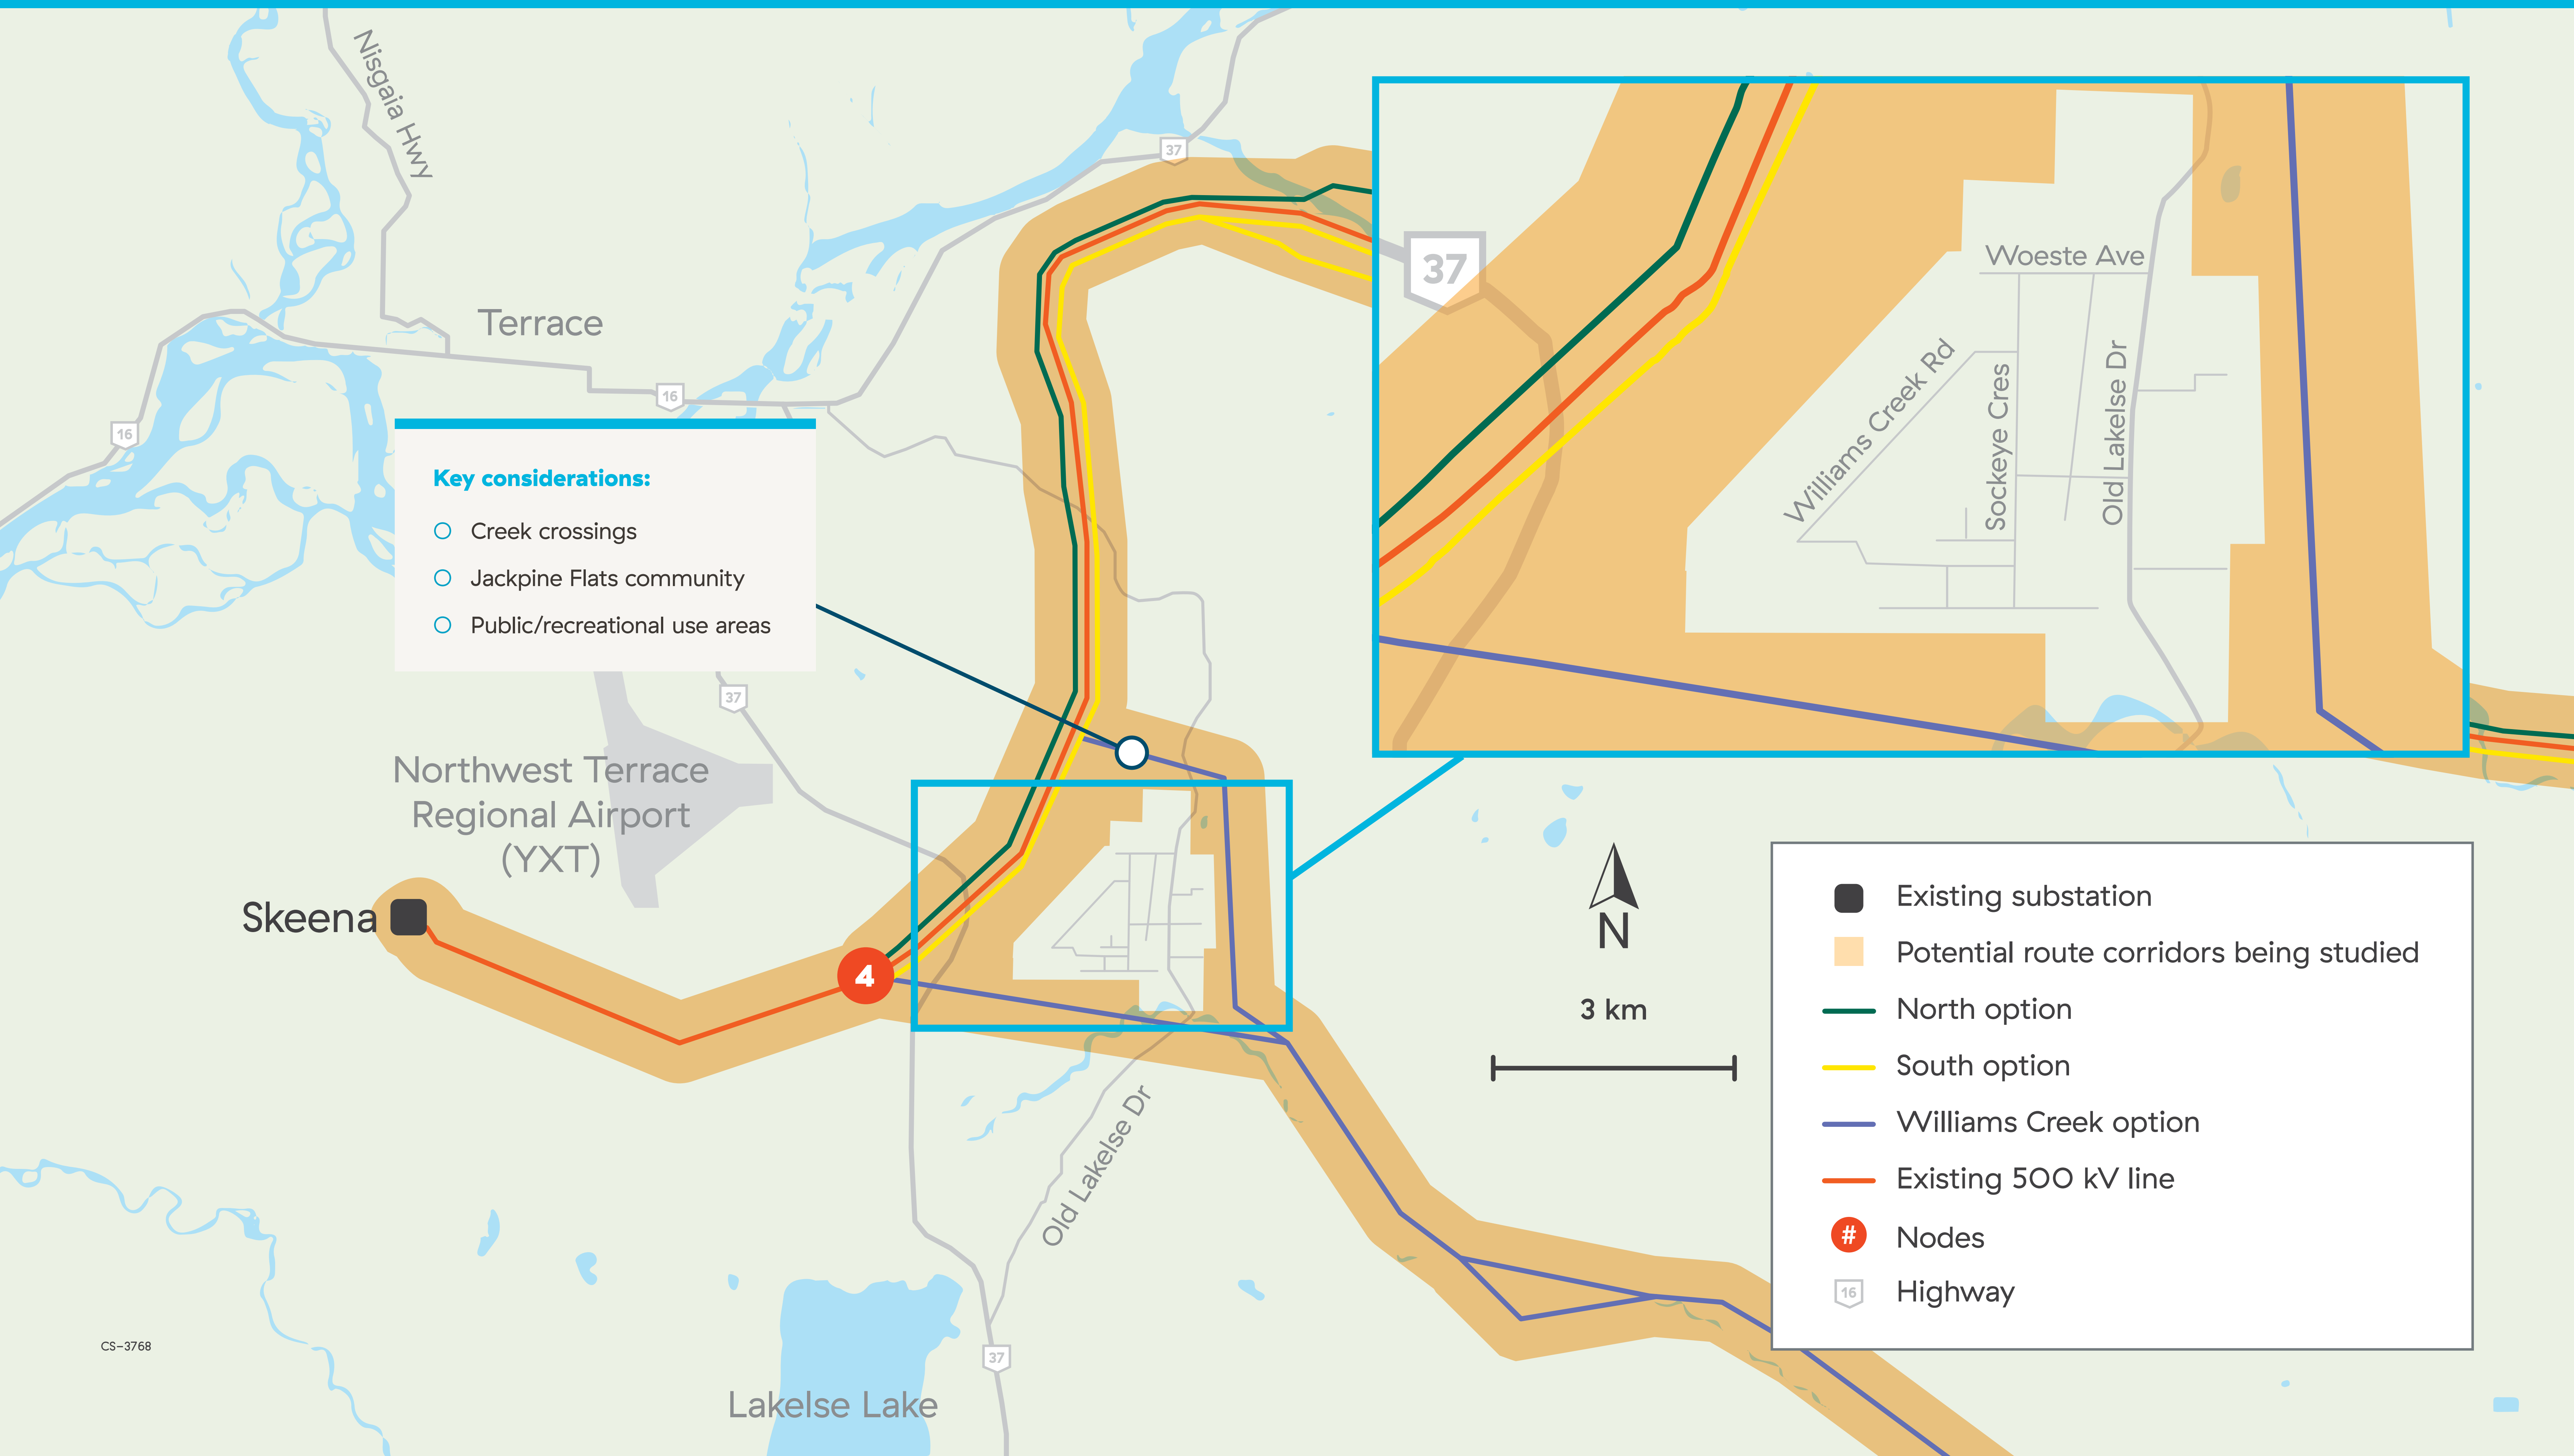 Nisgaia Hwy
37
Terrace
16
16
Key considerations:
Creek crossings
Jackpine Flats community
Public/recreational use areas
37
Northwest Terrace
Regional Airport
(YXT)
Skeena
4
37
Woeste Ave
Williams Creek Rd
Sockeye Cres
Old Lakelse Dr
N
3 km
Old Lakelse Dr
37
Lakelse Lake
CS-3768
Existing substation
Potential route corridors being studied
North option
South option
Williams Creek option
Existing 500 kV line
# Nodes
16 Highway